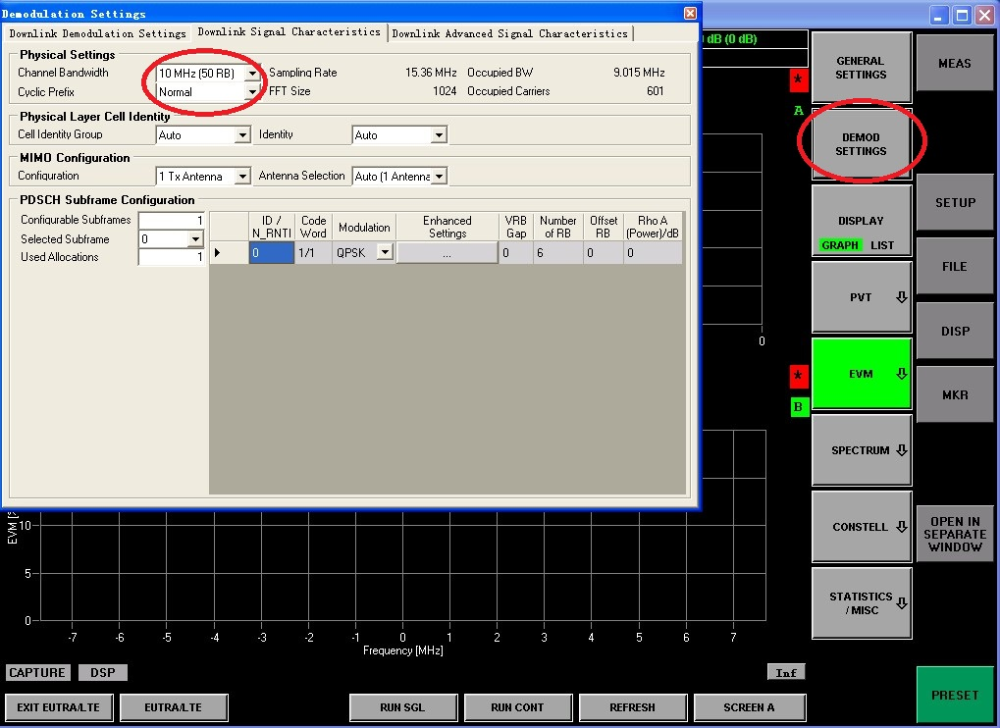 Demodulation Settings
Downlink Demodulation Settings
Downlink Signal Characteristics
Downlink Advanced Signal Characteristics
Physical Settings
Channel Bandwidth 10 MHz (50 RB) Sampling Rate 15.36 MHz Occupied BW 9.015 MHz
Cyclic Prefix Normal FFT Size 1024 Occupied Carriers 601
Physical Layer Cell Identity
Cell Identity Group Auto Identity Auto
MIMO Configuration
Configuration 1 Tx Antenna Antenna Selection Auto (1 Antenna
PDSCH Subframe Configuration
Configurable Subframes 1
Selected Subframe 0
Used Allocations 1
ID /
N_RNTI
Code
Word
Modulation
Enhanced
Settings
VRB
Gap
Number
of RB
Offset
RB
Rho A
(Power)/dB
0 1/1 QPSK ... 0 6 0 0
dB (0 dB)
*
A
0
*
B
GENERAL
SETTINGS
DEMOD
SETTINGS
DISPLAY
GRAPH LIST
PVT
EVM
SPECTRUM
CONSTELL
STATISTICS
/ MISC
MEAS
SETUP
FILE
DISP
MKR
OPEN IN
SEPARATE
WINDOW
PRESET
EVM [%
10
5
0
-7 -6 -5 -4 -3 -2 -1 0 1 2 3 4 5 6 7
Frequency [MHz]
CAPTURE DSP Inf
EXIT EUTRA/LTE EUTRA/LTE RUN SGL RUN CONT REFRESH SCREEN A